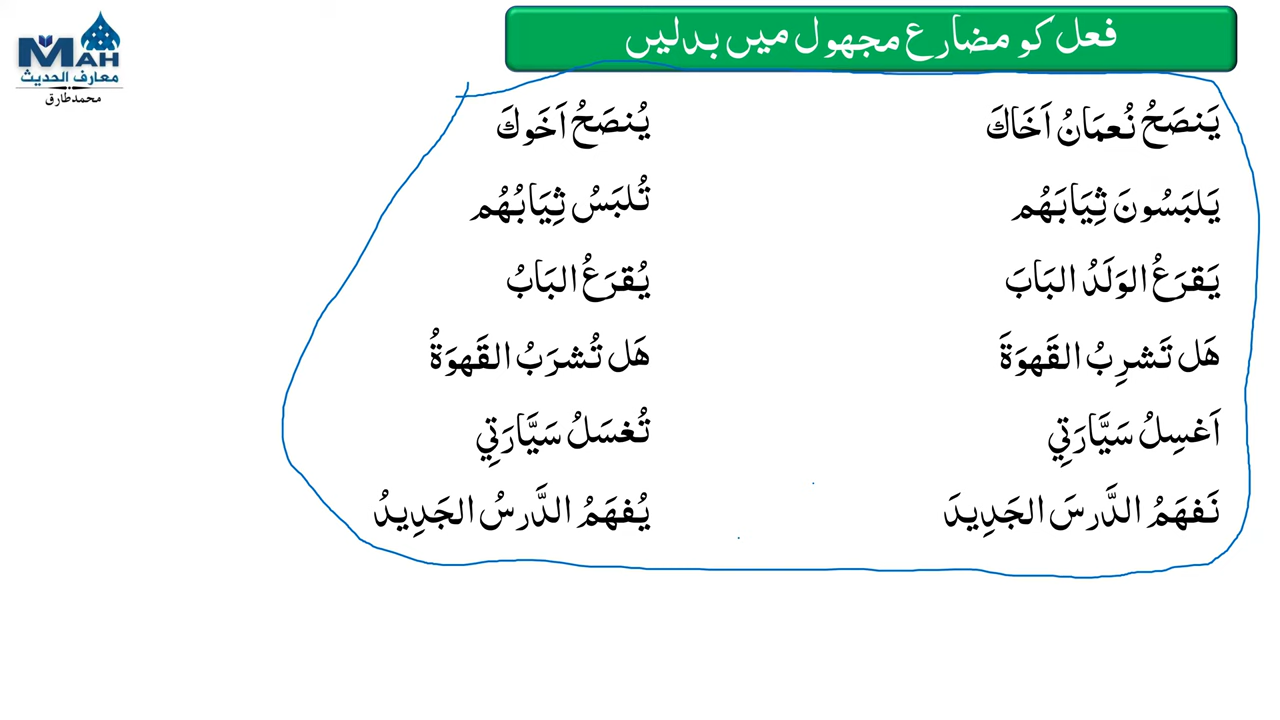 MAH
معارف الحدیث
محمد طارق
فعل کو مضارع مجھول میں بدلیں
يَنصَحُ نُعمَانُ اَخَاكَ يُنصَحُ اَخَوكَ
يَلبَسُونَ ثِيَابَهُم تُلبَسُ ثِيَابُهُم
يَقرَعُ الوَلَدُ البَابَ يُقرَعُ البَابُ
هَل تَشرِبُ القَهوَةَ هَل تُشرَبُ القَهوَةُ
اَغسِلُ سَيَّارَتِي تُغسَلُ سَيَّارَتِي
نَفهَمُ الدَّرسَ الجَدِيدَ يُفهَمُ الدَّرسُ الجَدِيدُ